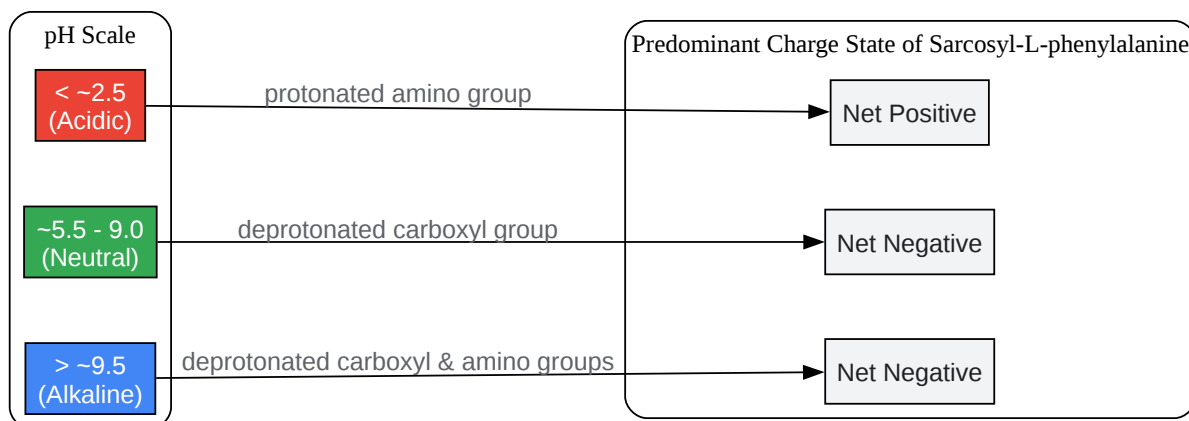 pH Scale
Predominant Charge State of Sarcosyl-L-phenylalanine
< ~2.5
(Acidic)
protonated amino group
Net Positive
~5.5 - 9.0
(Neutral)
deprotonated carboxyl group
Net Negative
> ~9.5
(Alkaline)
deprotonated carboxyl & amino groups
Net Negative